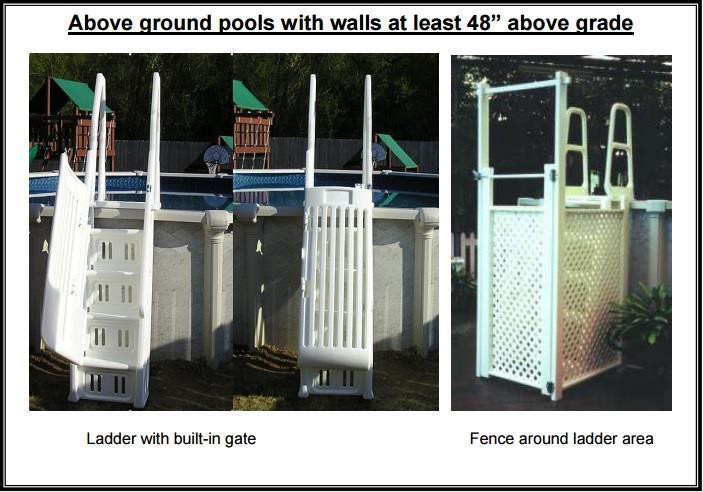 Above ground pools with walls at least 48” above grade
Ladder with built-in gate
Fence around ladder area